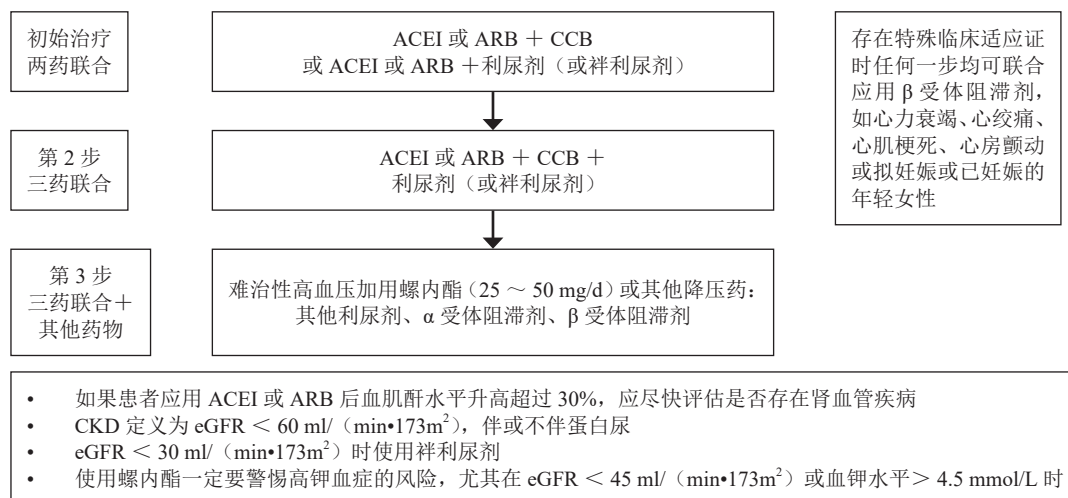 初始治疗
两药联合
ACEI 或 ARB + CCB
或 ACEI 或 ARB +利尿剂（或袢利尿剂）
存在特殊临床适应证
时任何一步均可联合
应用 β 受体阻滞剂，
如心力衰竭、心绞痛、
心肌梗死、心房颤动
或拟妊娠或已妊娠的
年轻女性
第 2 步
三药联合
ACEI 或 ARB + CCB +
利尿剂（或袢利尿剂）
第 3 步
三药联合+
其他药物
难治性高血压加用螺内酯（25 ～ 50 mg/d）或其他降压药：
其他利尿剂、α 受体阻滞剂、β 受体阻滞剂
• 如果患者应用 ACEI 或 ARB 后血肌酐水平升高超过 30%，应尽快评估是否存在肾血管疾病
• CKD 定义为 eGFR < 60 ml/（min•173m²），伴或不伴蛋白尿
• eGFR < 30 ml/（min•173m²）时使用袢利尿剂
• 使用螺内酯一定要警惕高钾血症的风险，尤其在 eGFR < 45 ml/（min•173m²）或血钾水平> 4.5 mmol/L 时